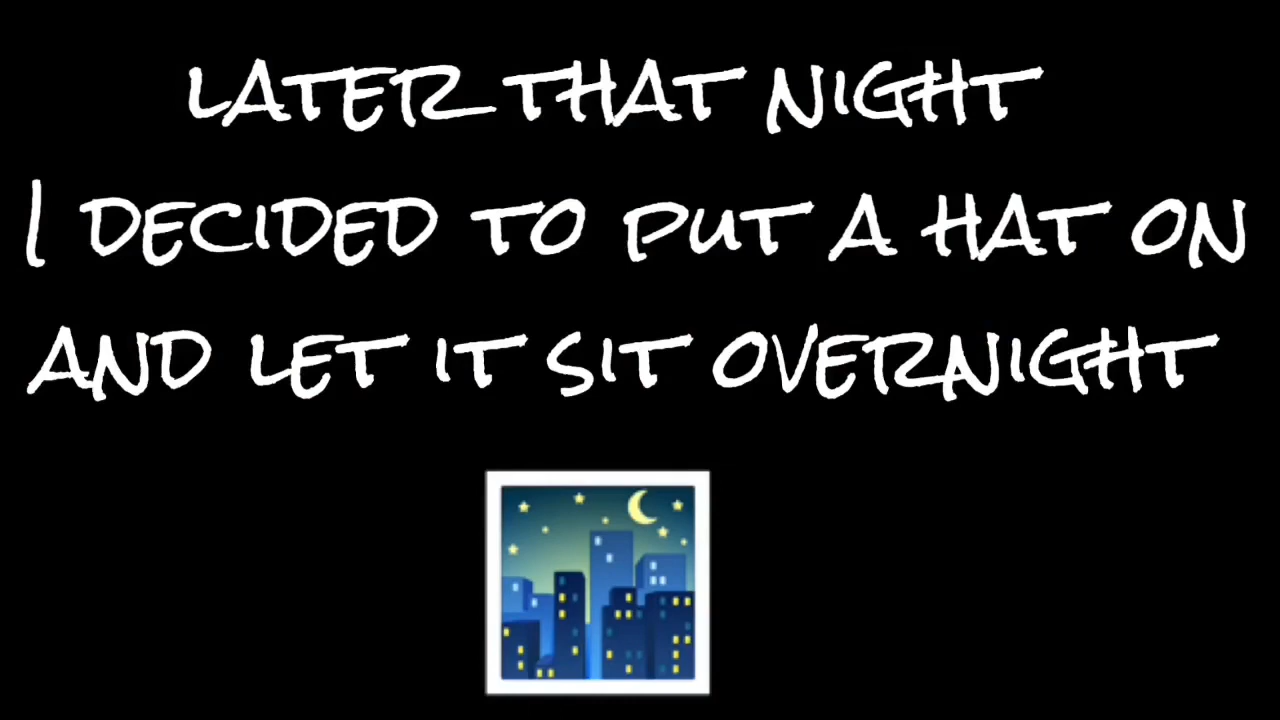 LATER THAT NIGHT
I DECIDED TO PUT A HAT ON
AND LET IT SIT OVERNIGHT